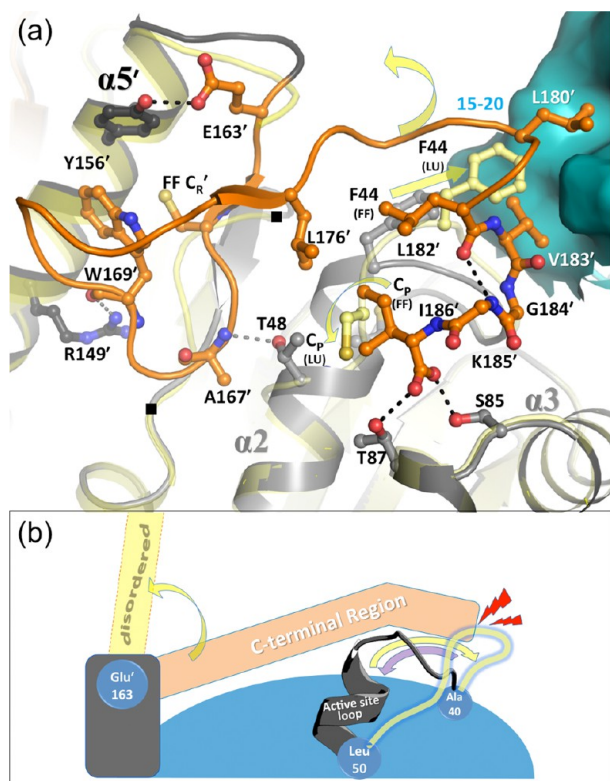 (a)
α5′
E163′
Y156′
FF C_R′
W169′
R149′
A167′
T48
L176′
15-20
L180′
F44
(LU)
F44
(FF)
L182′
V183′
C_P
(FF)
I186′
G184′
C_P
(LU)
K185′
S85
T87
α2
α3
(b)
disordered
C-terminal Region
Glu′
163
Active site
loop
Ala
40
Leu
50